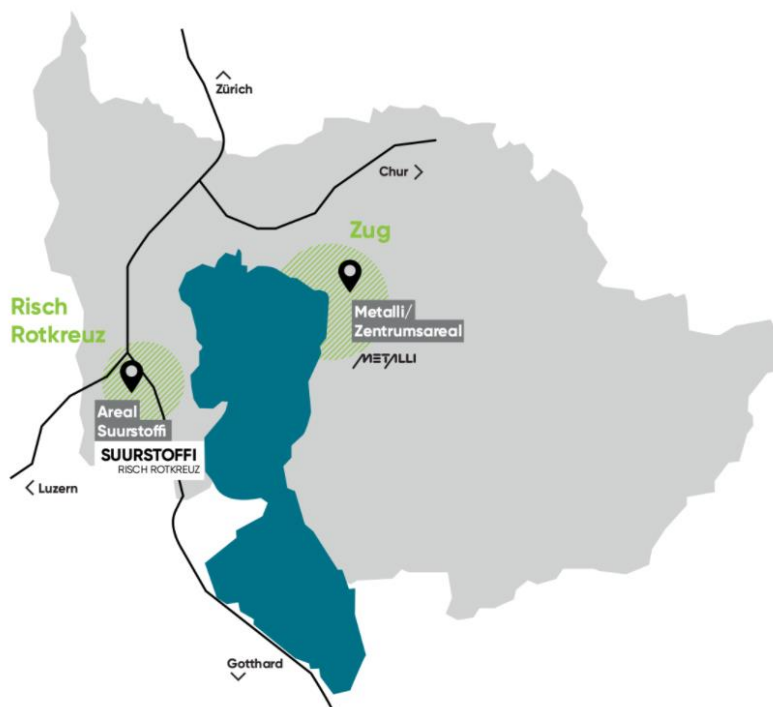 Zürich
Chur
Zug
Metalli/
Zentrumsareal
METALLI
Risch
Rotkreuz
Areal
Suurstoffi
SUURSTOFFI
RISCH ROTKREUZ
Luzern
Gotthard